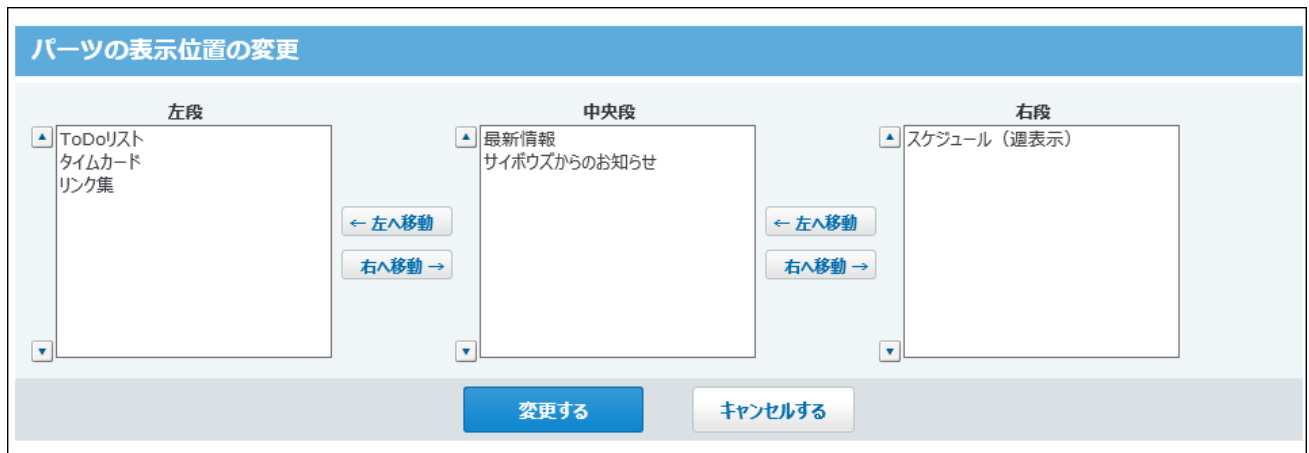 パーツの表示位置の変更
左段
ToDoリスト
タイムカード
リンク集
← 左へ移動
右へ移動 →
中央段
最新情報
サイボウズからのお知らせ
← 左へ移動
右へ移動 →
右段
スケジュール（週表示）
変更する
キャンセルする